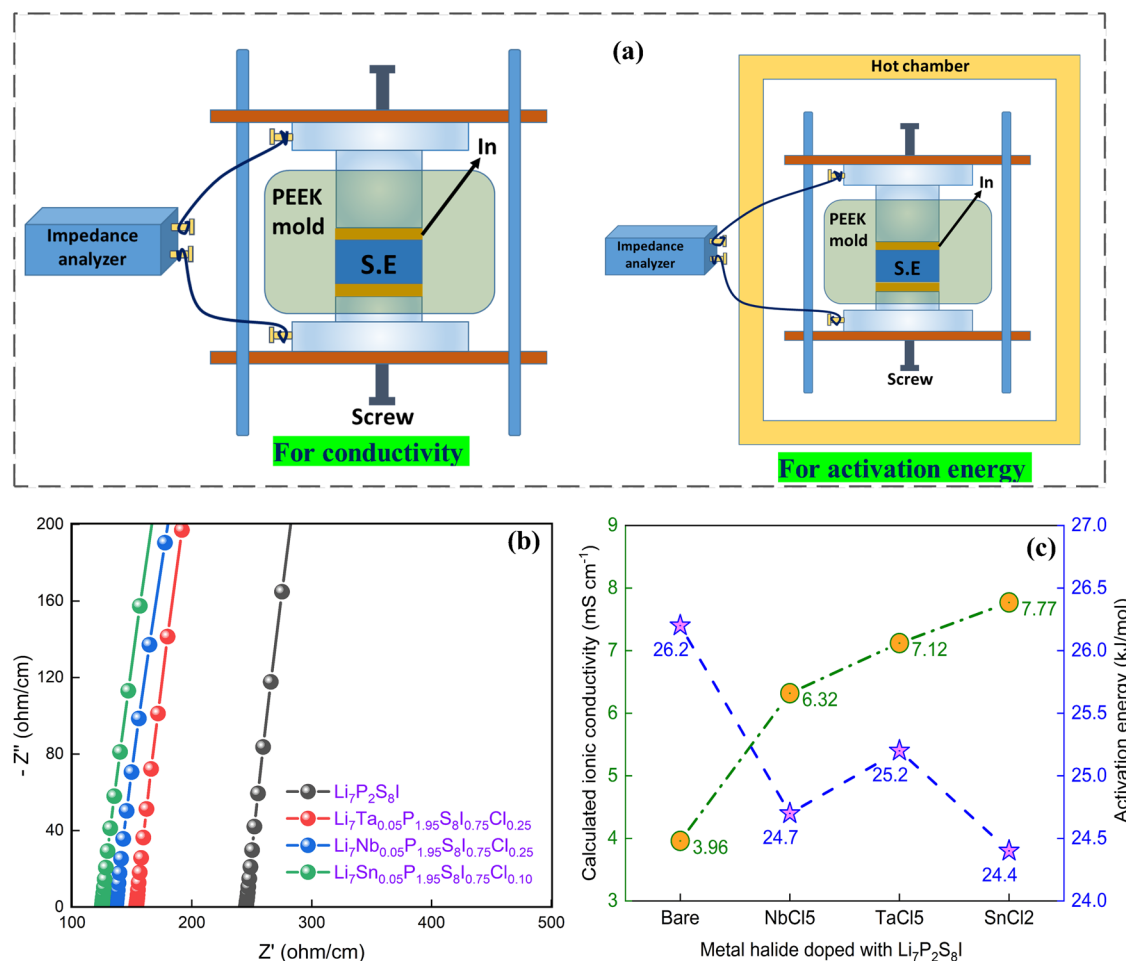 (a)
In
PEEK
mold
Impedance
analyzer
S.E
Screw
For conductivity
Hot chamber
In
PEEK
mold
Impedance
analyzer
S.E
Screw
For activation energy
(b)
200
160
120
80
40
0
- Z'' (ohm/cm)
100
200
300
400
500
Z' (ohm/cm)
Li₇P₂S₈I
Li₇Ta₀.₀₅P₁.₉₅S₈I₀.₇₅Cl₀.₂₅
Li₇Nb₀.₀₅P₁.₉₅S₈I₀.₇₅Cl₀.₂₅
Li₇Sn₀.₀₅P₁.₉₅S₈I₀.₇₅Cl₀.₁₀
(c)
9
8
7
6
5
4
3
Calculated ionic conductivity (mS cm⁻¹)
27.0
26.5
26.0
25.5
25.0
24.5
24.0
Activation energy (kJ/mol)
26.2
24.7
25.2
24.4
3.96
6.32
7.12
7.77
Bare
NbCl5
TaCl5
SnCl2
Metal halide doped with Li₇P₂S₈I